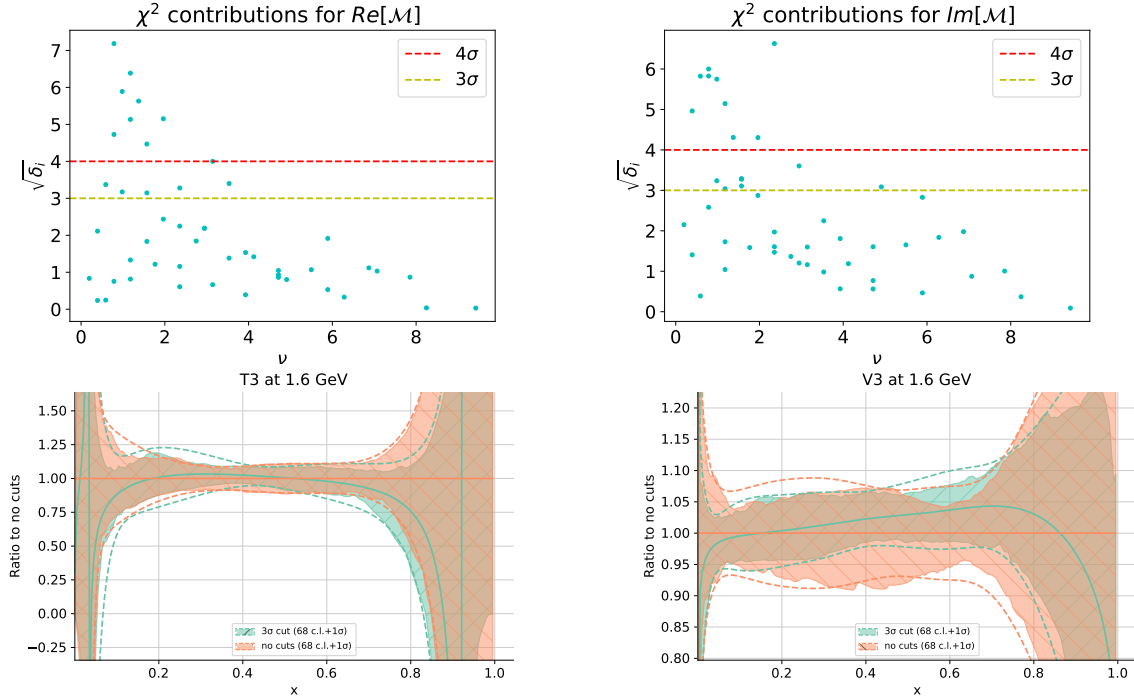 χ² contributions for Re[ℳ]
7
6
5
4
3
2
1
0
√δᵢ
4σ
3σ
0
2
4
6
8
ν
χ² contributions for Im[ℳ]
6
5
4
3
2
1
0
√δᵢ
4σ
3σ
0
2
4
6
8
ν
T3 at 1.6 GeV
1.50
1.25
1.00
0.75
0.50
0.25
0.00
−0.25
Ratio to no cuts
3σ cut (68 c.l.+1σ)
no cuts (68 c.l.+1σ)
0.2
0.4
0.6
0.8
1.0
x
V3 at 1.6 GeV
1.20
1.15
1.10
1.05
1.00
0.95
0.90
0.85
0.80
Ratio to no cuts
3σ cut (68 c.l.+1σ)
no cuts (68 c.l.+1σ)
0.2
0.4
0.6
0.8
1.0
x